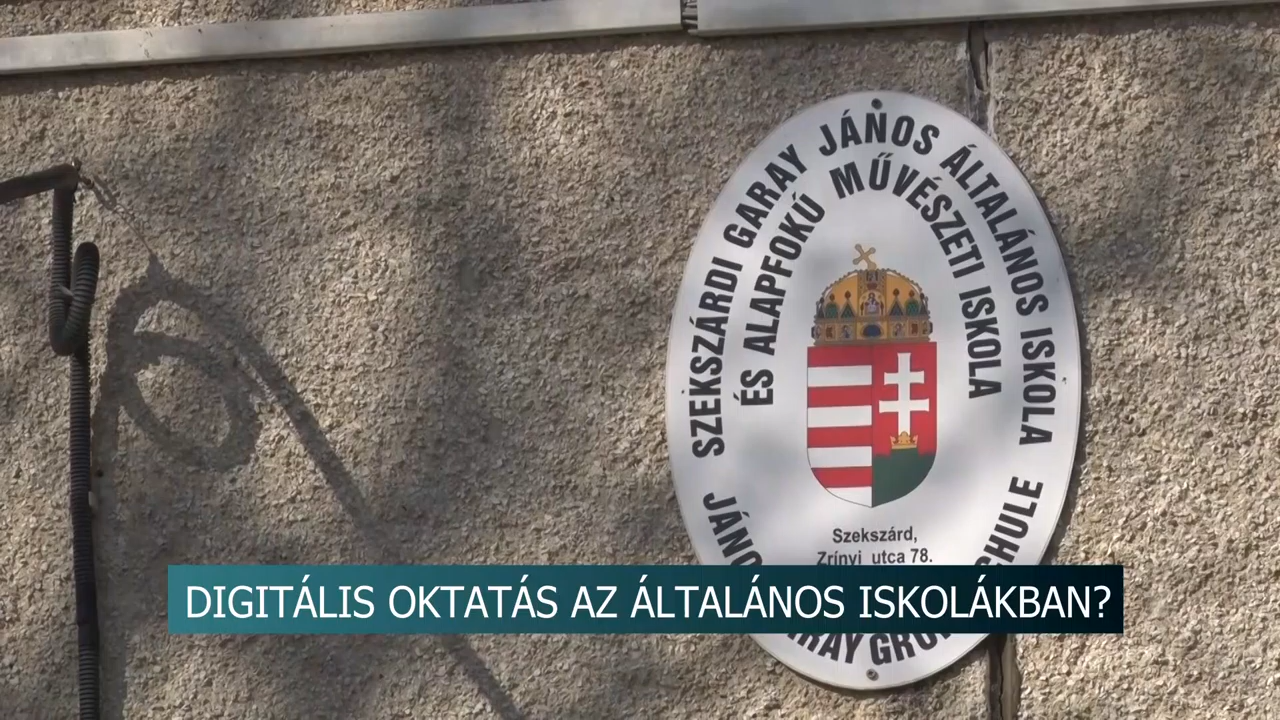 SZEKSZÁRDI GARAY JÁNOS ÁLTALÁNOS ISKOLA
ÉS ALAPFOKÚ MŰVÉSZETI ISKOLA
Szekszárd,
Zrínyi utca 78.
DIGITÁLIS OKTATÁS AZ ÁLTALÁNOS ISKOLÁKBAN?